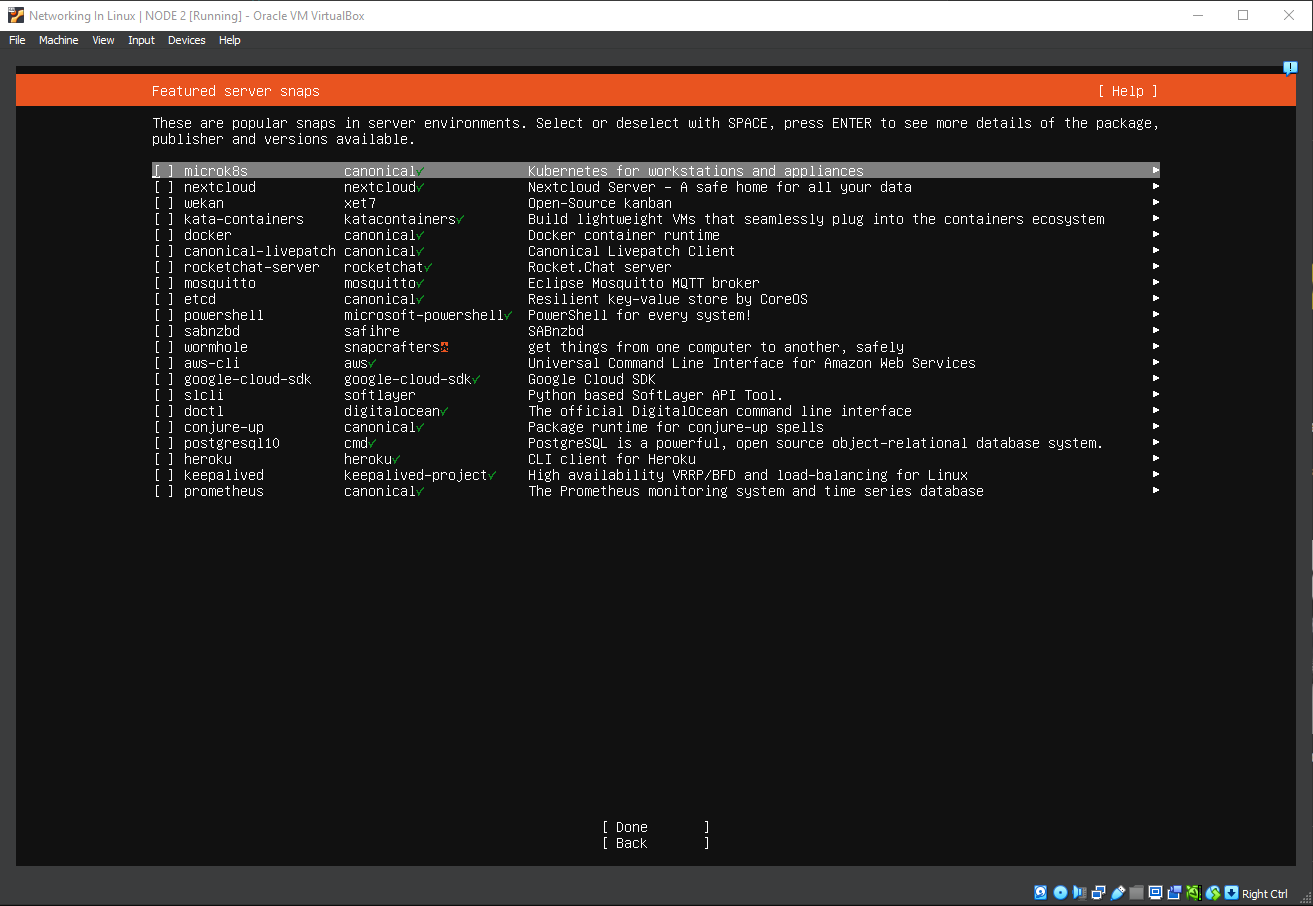 Networking In Linux | NODE 2 [Running] - Oracle VM VirtualBox
File Machine View Input Devices Help
Featured server snaps [ Help ]
These are popular snaps in server environments. Select or deselect with SPACE, press ENTER to see more details of the package,
publisher and versions available.
[ ] microk8s canonical✓ Kubernetes for workstations and appliances ▸
[ ] nextcloud nextcloud✓ Nextcloud Server - A safe home for all your data ▸
[ ] wekan xet7 Open-Source kanban ▸
[ ] kata-containers katacontainers✓ Build lightweight VMs that seamlessly plug into the containers ecosystem ▸
[ ] docker canonical✓ Docker container runtime ▸
[ ] canonical-livepatch canonical✓ Canonical Livepatch Client ▸
[ ] rocketchat-server rocketchat✓ Rocket.Chat server ▸
[ ] mosquitto mosquitto✓ Eclipse Mosquitto MQTT broker ▸
[ ] etcd canonical✓ Resilient key-value store by CoreOS ▸
[ ] powershell microsoft-powershell✓ PowerShell for every system! ▸
[ ] sabnzbd safihre SABnzbd ▸
[ ] wormhole snapcrafters get things from one computer to another, safely ▸
[ ] aws-cli aws✓ Universal Command Line Interface for Amazon Web Services ▸
[ ] google-cloud-sdk google-cloud-sdk✓ Google Cloud SDK ▸
[ ] slcli softlayer Python based SoftLayer API Tool. ▸
[ ] doctl digitalocean✓ The official DigitalOcean command line interface ▸
[ ] conjure-up canonical✓ Package runtime for conjure-up spells ▸
[ ] postgresql10 cmd✓ PostgreSQL is a powerful, open source object-relational database system. ▸
[ ] heroku heroku✓ CLI client for Heroku ▸
[ ] keepalived keepalived-project✓ High availability VRRP/BFD and load-balancing for Linux ▸
[ ] prometheus canonical✓ The Prometheus monitoring system and time series database ▸
[ Done ]
[ Back ]
Right Ctrl